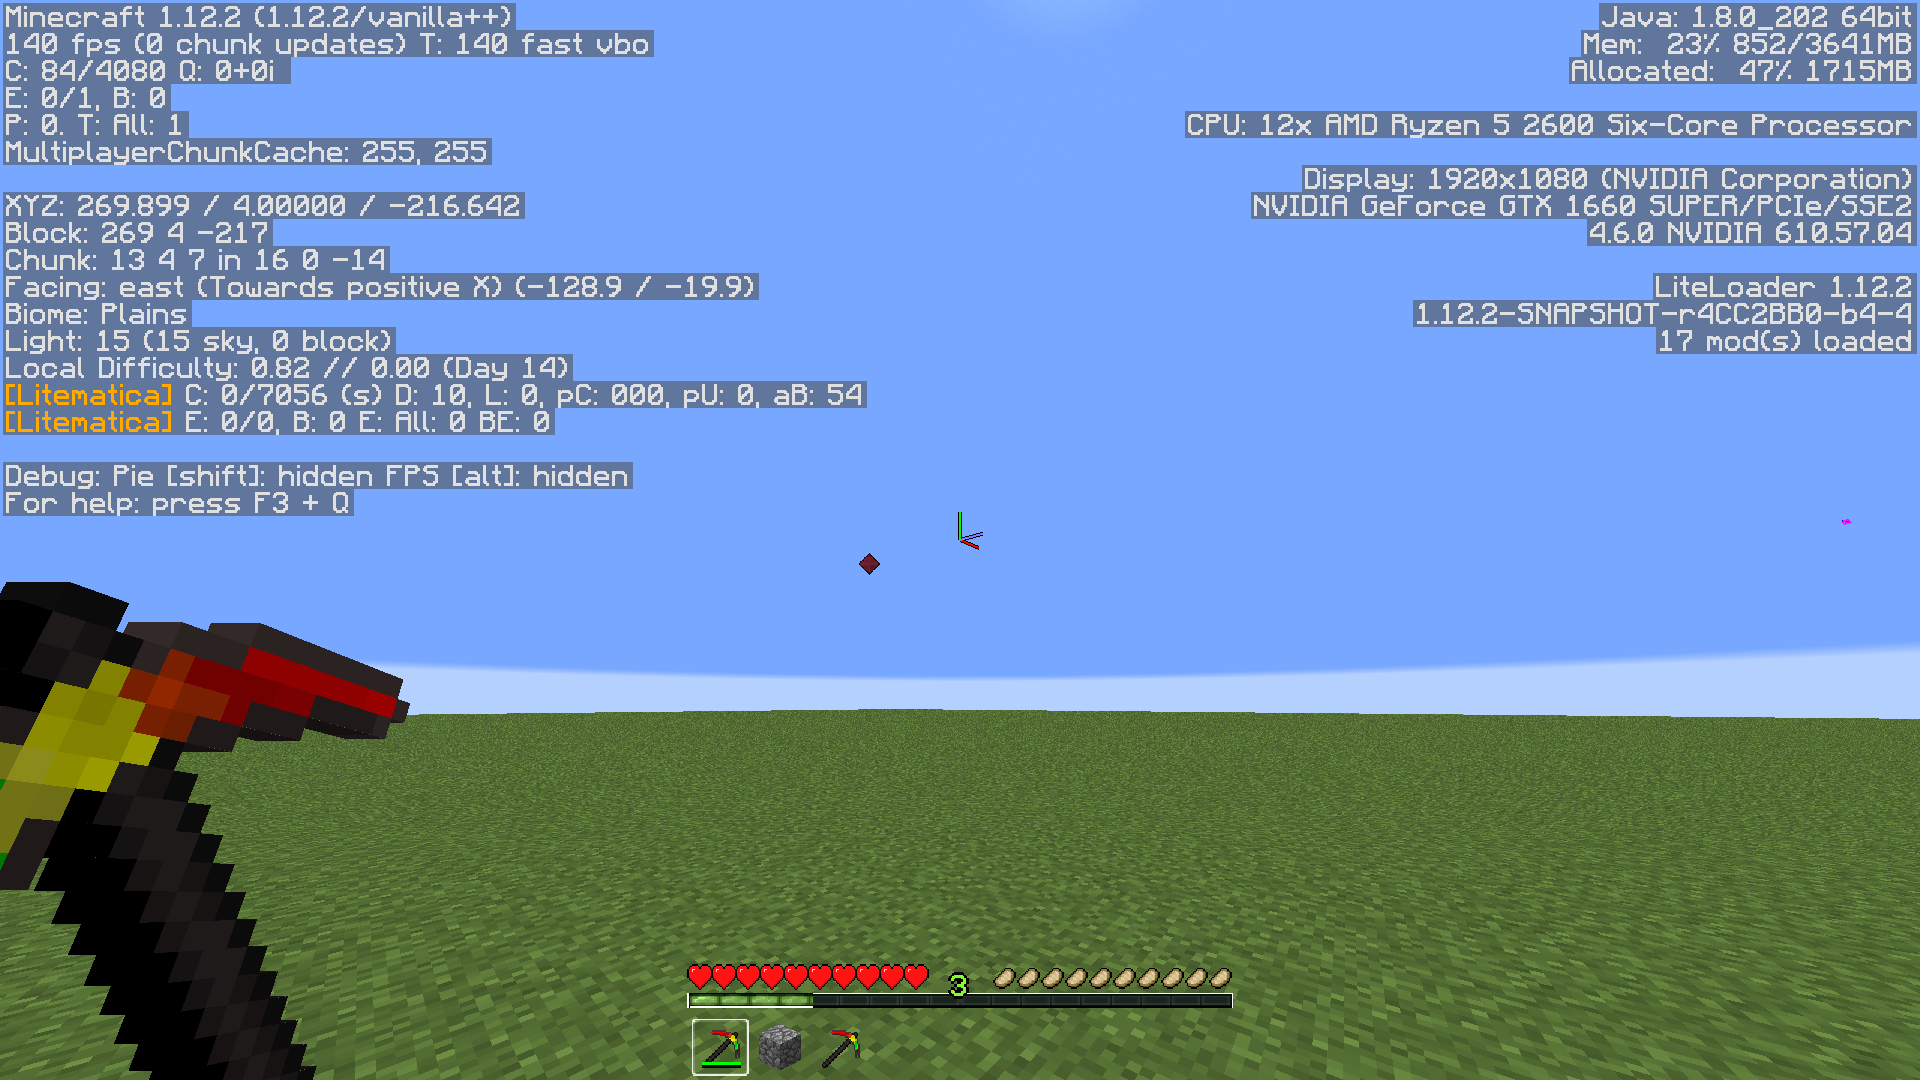 Minecraft 1.12.2 (1.12.2/vanilla++)
140 fps (0 chunk updates) T: 140 fast vbo
C: 84/4080 Q: 0+0i
E: 0/1, B: 0
P: 0. T: All: 1
MultiplayerChunkCache: 255, 255
XYZ: 269.899 / 4.00000 / -216.642
Block: 269 4 -217
Chunk: 13 4 7 in 16 0 -14
Facing: east (Towards positive X) (-128.9 / -19.9)
Biome: Plains
Light: 15 (15 sky, 0 block)
Local Difficulty: 0.82 // 0.00 (Day 14)
[Litematica] C: 0/7056 (s) D: 10, L: 0, pC: 000, pU: 0, aB: 54
[Litematica] E: 0/0, B: 0 E: All: 0 BE: 0
Debug: Pie [shift]: hidden FPS [alt]: hidden
For help: press F3 + Q
Java: 1.8.0_202 64bit
Mem: 23% 852/3641MB
Allocated: 47% 1715MB
CPU: 12x AMD Ryzen 5 2600 Six-Core Processor
Display: 1920x1080 (NVIDIA Corporation)
NVIDIA GeForce GTX 1660 SUPER/PCIe/SSE2
4.6.0 NVIDIA 610.57.04
LiteLoader 1.12.2
1.12.2-SNAPSHOT-r4CC2BB0-b4-4
17 mod(s) loaded
3